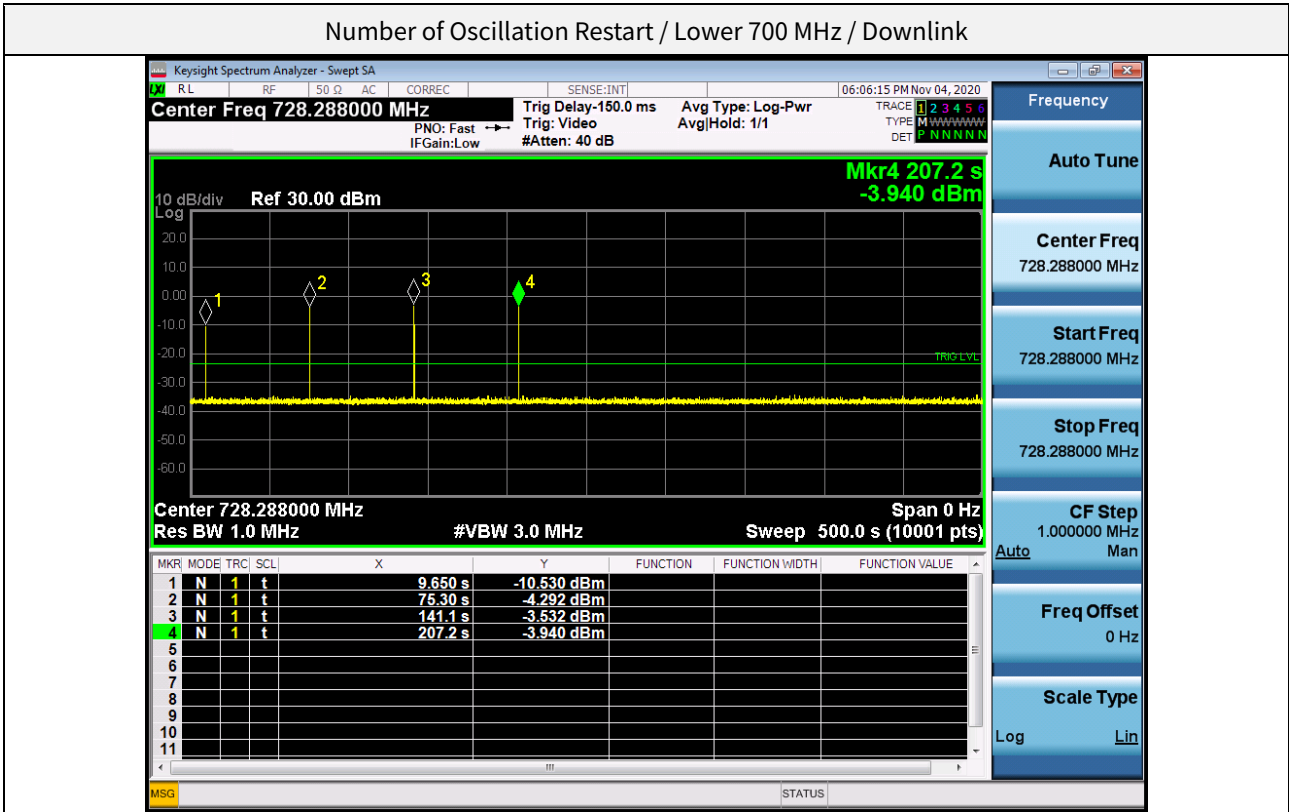 Number of Oscillation Restart / Lower 700 MHz / Downlink
Keysight Spectrum Analyzer - Swept SA
LXI RL RF 50 Ω AC CORREC SENSE:INT 06:06:15 PM Nov 04, 2020
Center Freq 728.288000 MHz
PNO: Fast
IFGain:Low
Trig Delay-150.0 ms
Trig: Video
#Atten: 40 dB
Avg Type: Log-Pwr
Avg|Hold: 1/1
TRACE 1 2 3 4 5 6
TYPE M WWWWW
DET P N N N N N
Mkr4 207.2 s
-3.940 dBm
10 dB/div Ref 30.00 dBm
Log
20.0
10.0
0.00
-10.0
-20.0
-30.0
-40.0
-50.0
-60.0
1
2
3
4
TRIG LVL
Center 728.288000 MHz Span 0 Hz
Res BW 1.0 MHz #VBW 3.0 MHz Sweep 500.0 s (10001 pts)
MKR MODE TRC SCL X Y FUNCTION FUNCTION WIDTH FUNCTION VALUE
1 N 1 t 9.650 s -10.530 dBm
2 N 1 t 75.30 s -4.292 dBm
3 N 1 t 141.1 s -3.532 dBm
4 N 1 t 207.2 s -3.940 dBm
5
6
7
8
9
10
11
MSG STATUS
Frequency
Auto Tune
Center Freq
728.288000 MHz
Start Freq
728.288000 MHz
Stop Freq
728.288000 MHz
CF Step
1.000000 MHz
Auto Man
Freq Offset
0 Hz
Scale Type
Log Lin